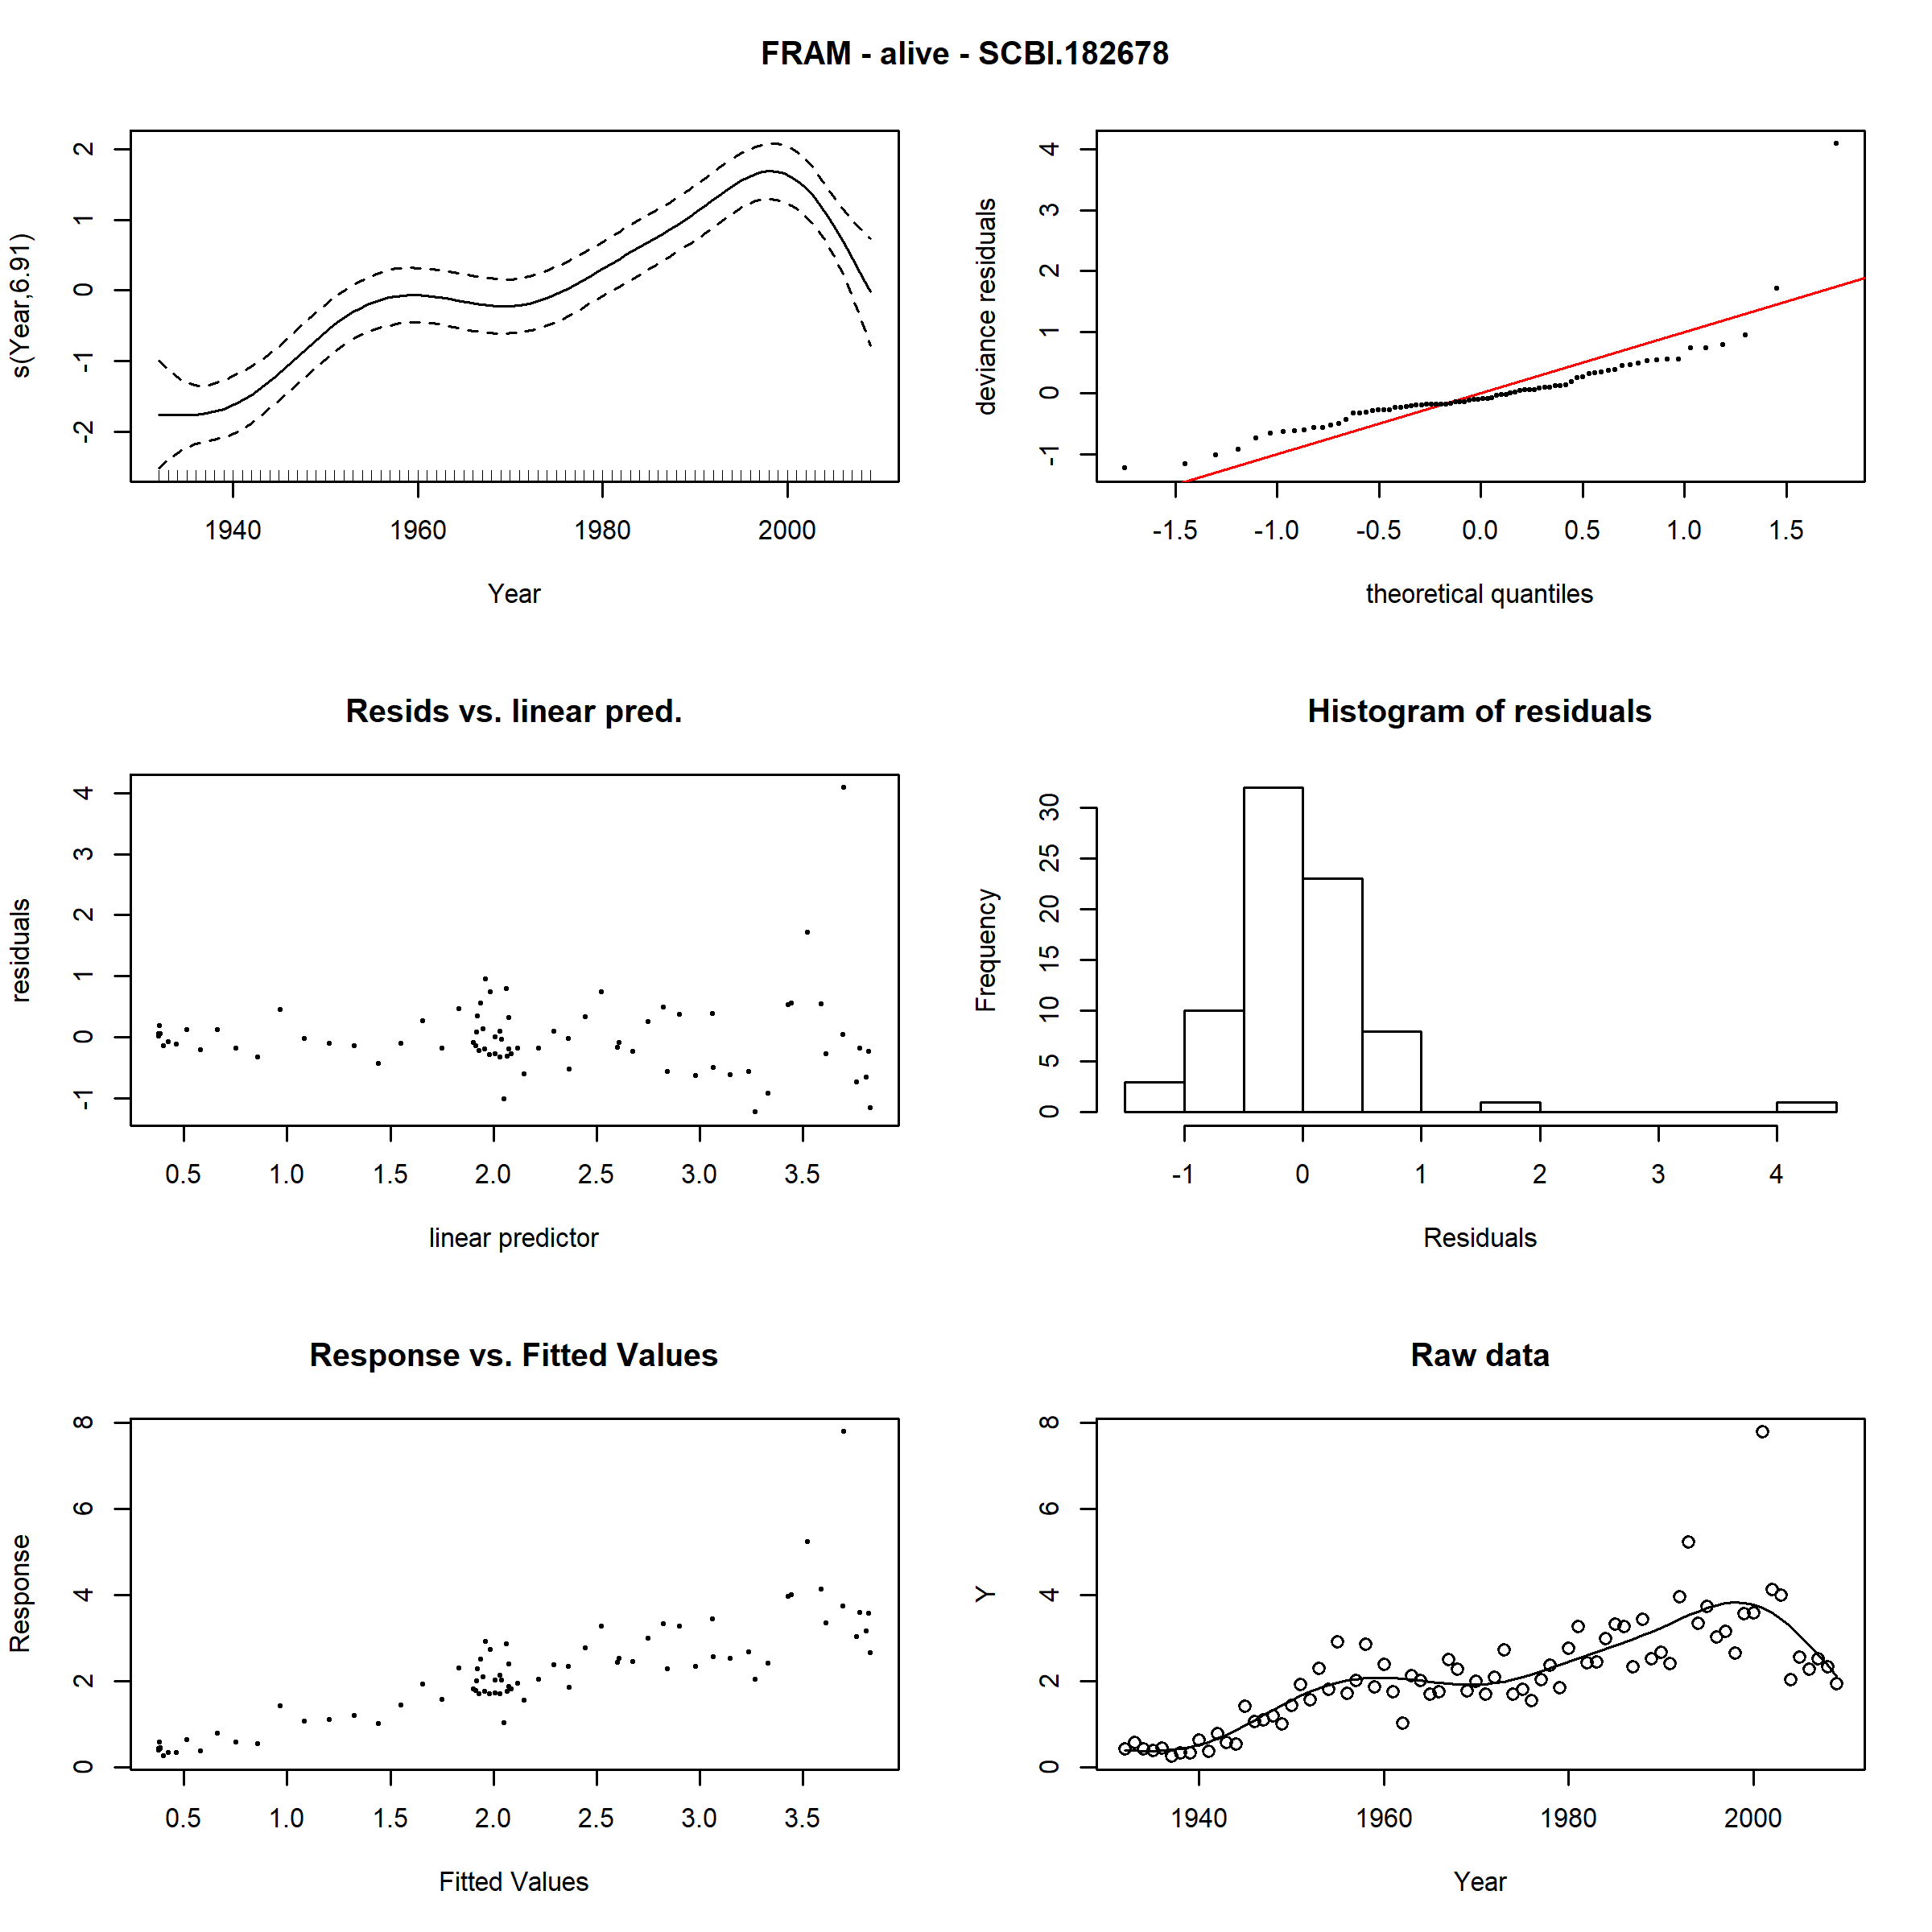 FRAM - alive - SCBI.182678
s(Year,6.91)
2
1
0
-1
-2
1940 1960 1980 2000
Year
deviance residuals
4
3
2
1
0
-1
-1.5 -1.0 -0.5 0.0 0.5 1.0 1.5
theoretical quantiles
Resids vs. linear pred.
residuals
4
3
2
1
0
-1
0.5 1.0 1.5 2.0 2.5 3.0 3.5
linear predictor
Histogram of residuals
Frequency
30
25
20
15
10
5
0
-1 0 1 2 3 4
Residuals
Response vs. Fitted Values
Response
8
6
4
2
0
0.5 1.0 1.5 2.0 2.5 3.0 3.5
Fitted Values
Raw data
Y
8
6
4
2
0
1940 1960 1980 2000
Year